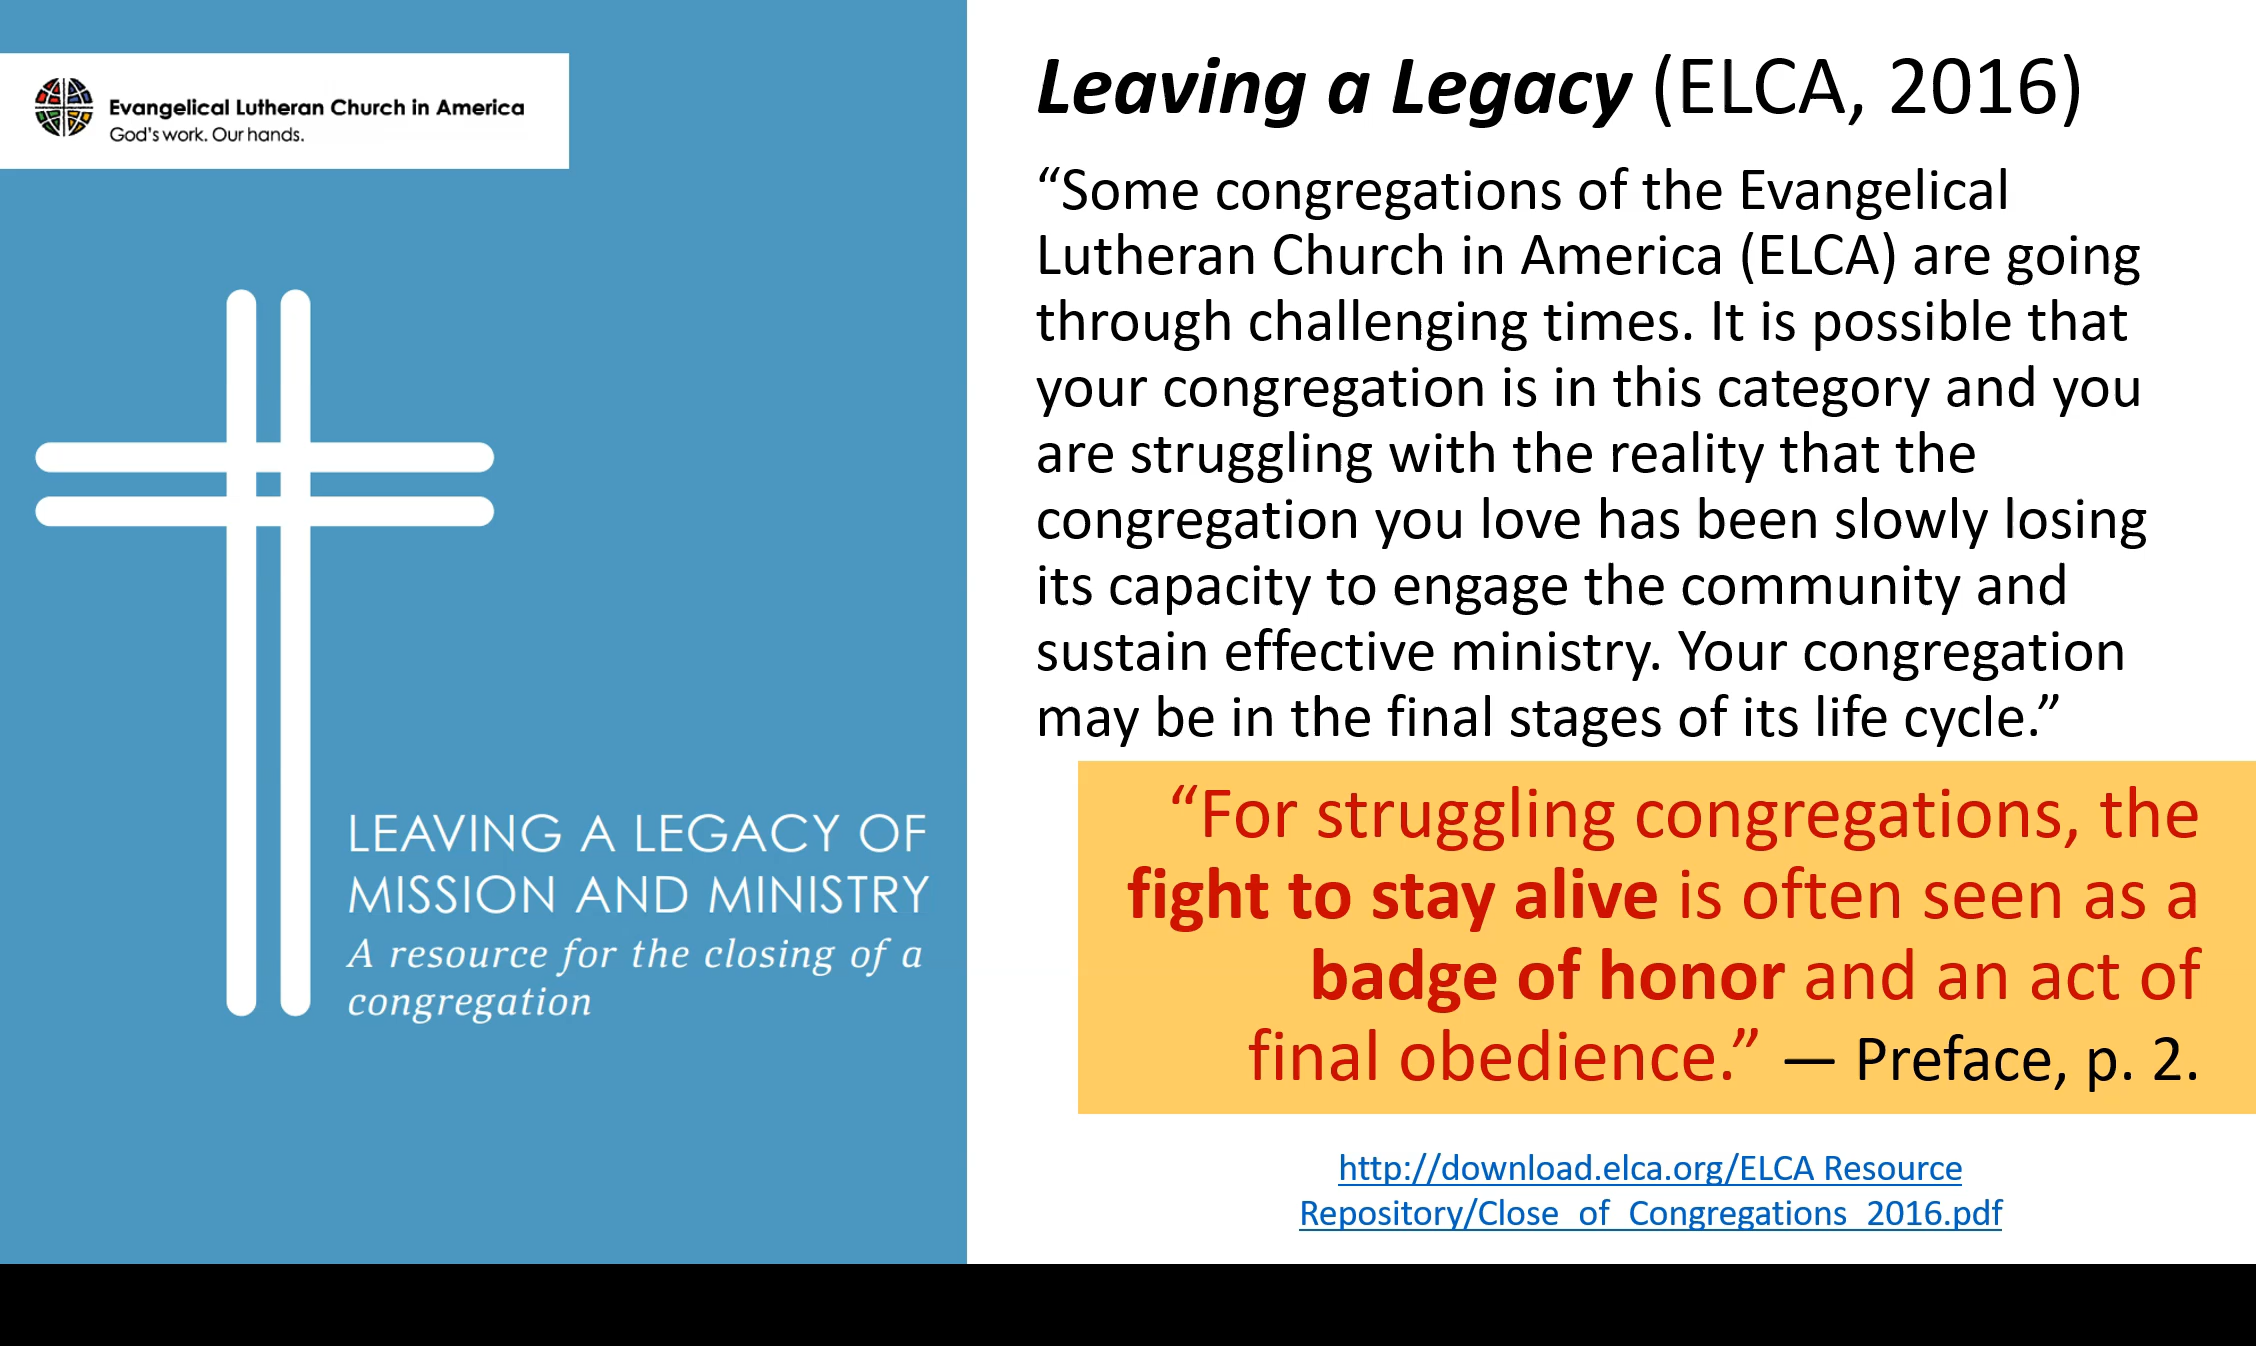 Evangelical Lutheran Church in America
God's work. Our hands.
LEAVING A LEGACY OF
MISSION AND MINISTRY
A resource for the closing of a
congregation
Leaving a Legacy (ELCA, 2016)
“Some congregations of the Evangelical
Lutheran Church in America (ELCA) are going
through challenging times. It is possible that
your congregation is in this category and you
are struggling with the reality that the
congregation you love has been slowly losing
its capacity to engage the community and
sustain effective ministry. Your congregation
may be in the final stages of its life cycle.”
“For struggling congregations, the
fight to stay alive is often seen as a
badge of honor and an act of
final obedience.” — Preface, p. 2.
http://download.elca.org/ELCA Resource
Repository/Close_of_Congregations_2016.pdf